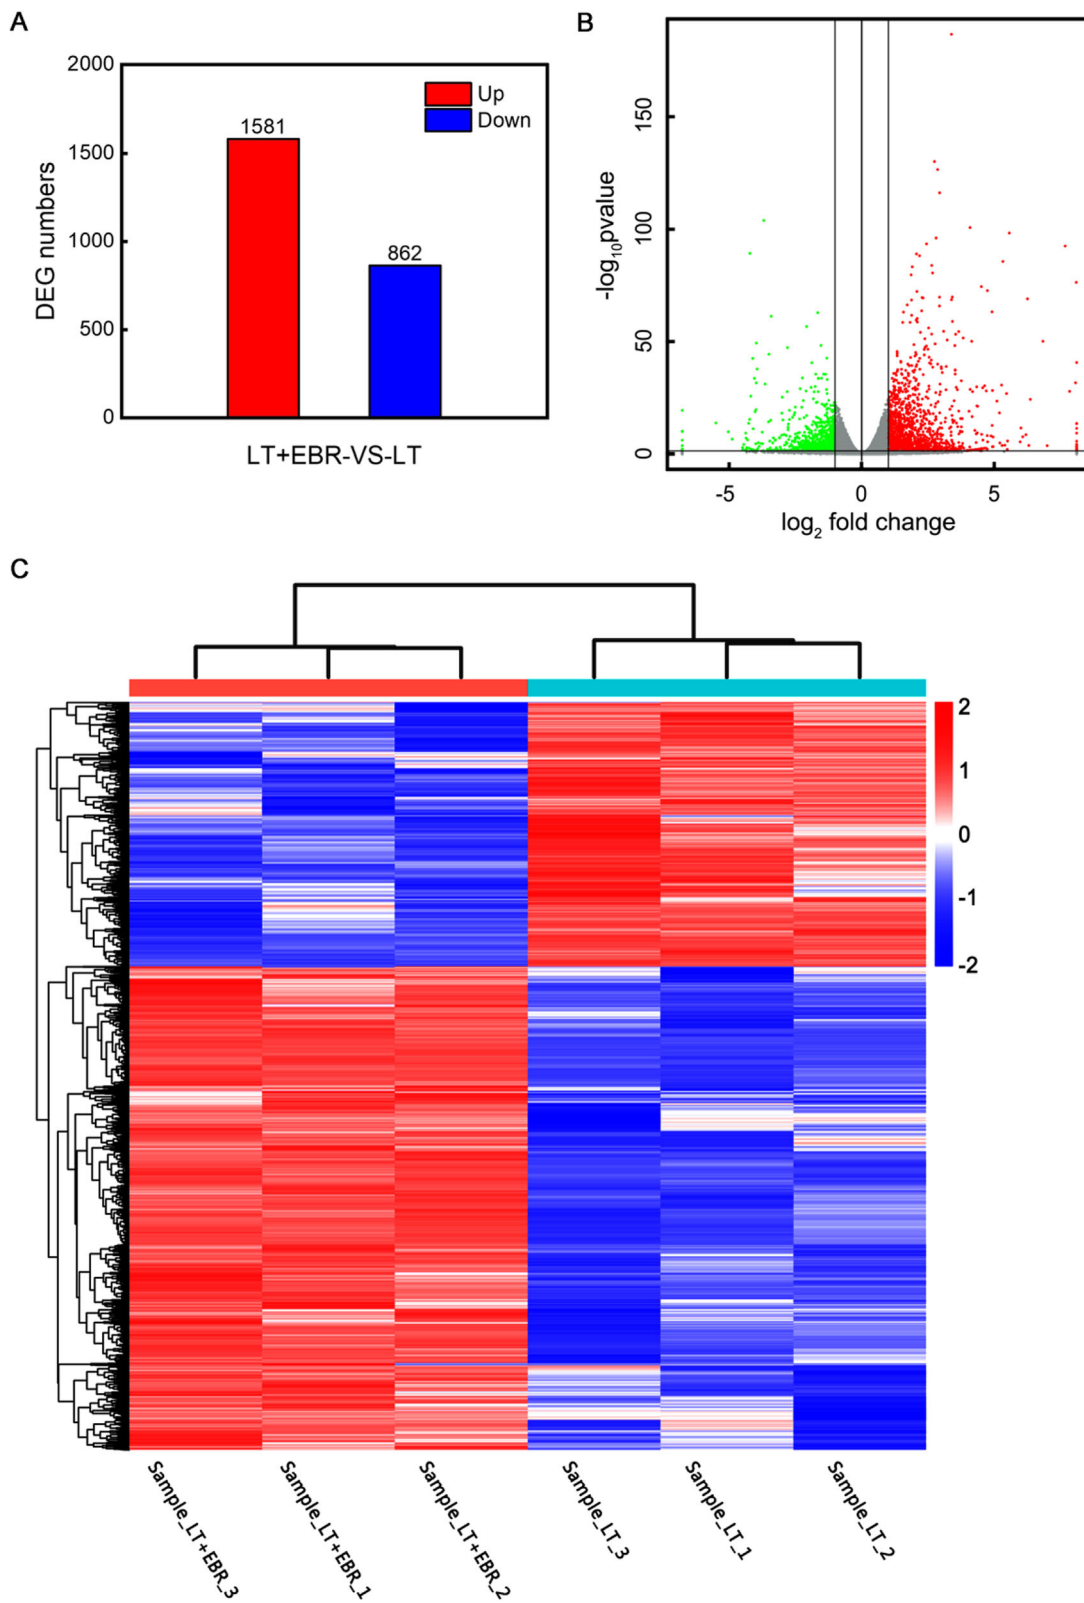 A
2000
1500
1000
500
0
DEG numbers
Up
Down
1581
862
LT+EBR-VS-LT
B
150
100
50
0
-log10pvalue
-5 0 5
log2 fold change
C
2
1
0
-1
-2
Sample_LT+EBR_3
Sample_LT+EBR_1
Sample_LT+EBR_2
Sample_LT_3
Sample_LT_1
Sample_LT_2